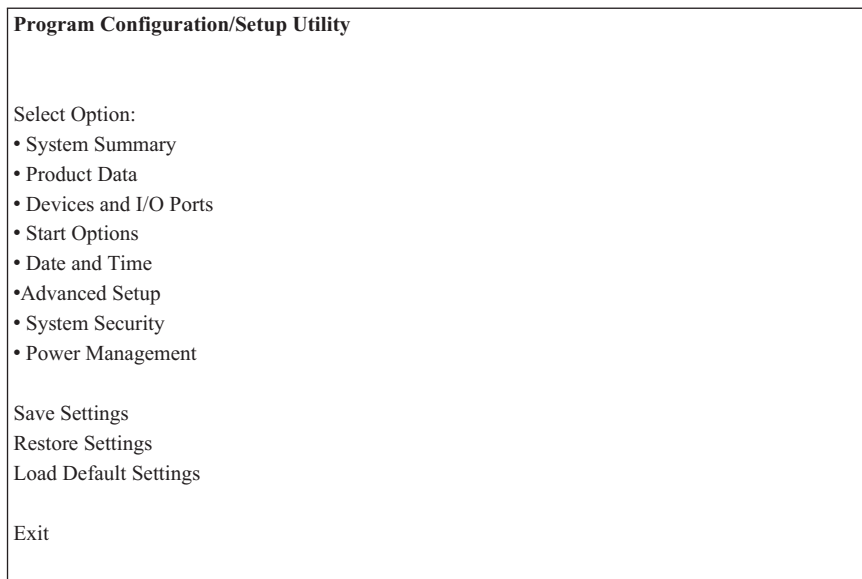 Program Configuration/Setup Utility
Select Option:
• System Summary
• Product Data
• Devices and I/O Ports
• Start Options
• Date and Time
•Advanced Setup
• System Security
• Power Management
Save Settings
Restore Settings
Load Default Settings
Exit